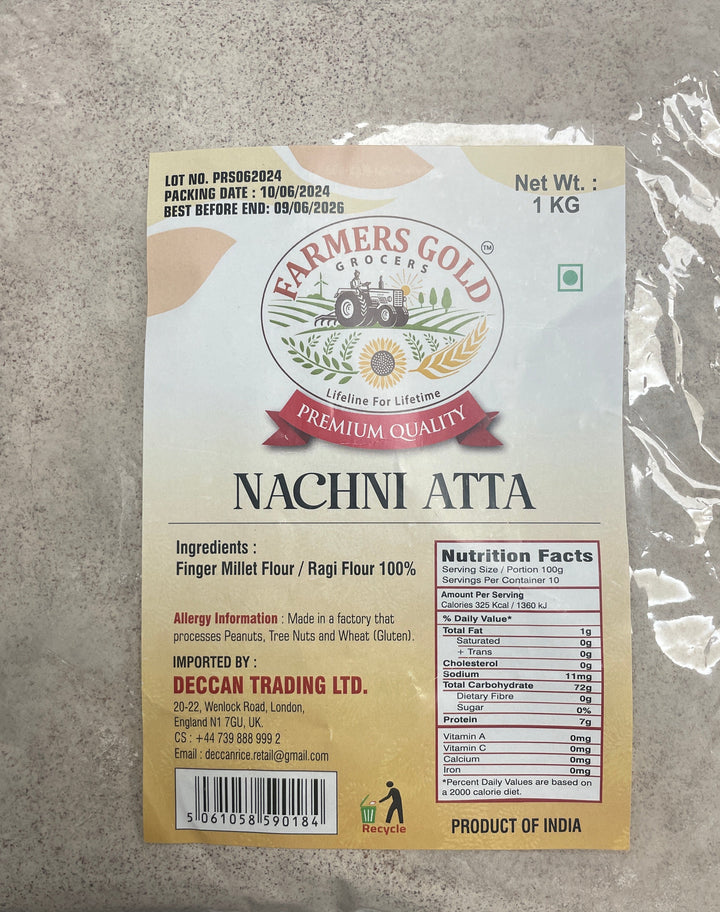 LOT NO. PRS062024
PACKING DATE : 10/06/2024
BEST BEFORE END: 09/06/2026
Net Wt. :
1 KG
FARMERS GOLD
TM
GROCERS
Lifeline For Lifetime
PREMIUM QUALITY
NACHNI ATTA
Ingredients :
Finger Millet Flour / Ragi Flour 100%
Allergy Information : Made in a factory that
processes Peanuts, Tree Nuts and Wheat (Gluten).
IMPORTED BY :
DECCAN TRADING LTD.
20-22, Wenlock Road, London,
England N1 7GU, UK.
CS : +44 739 888 999 2
Email : deccanrice.retail@gmail.com
5 061058 590184
Recycle
Nutrition Facts
Serving Size / Portion 100g
Servings Per Container 10
Amount Per Serving
Calories 325 Kcal / 1360 kJ
% Daily Value*
Total Fat 1g
Saturated 0g
+ Trans 0g
Cholesterol 0g
Sodium 11mg
Total Carbohydrate 72g
Dietary Fibre 0g
Sugar 0%
Protein 7g
Vitamin A 0mg
Vitamin C 0mg
Calcium 0mg
Iron 0mg
*Percent Daily Values are based on
a 2000 calorie diet.
PRODUCT OF INDIA